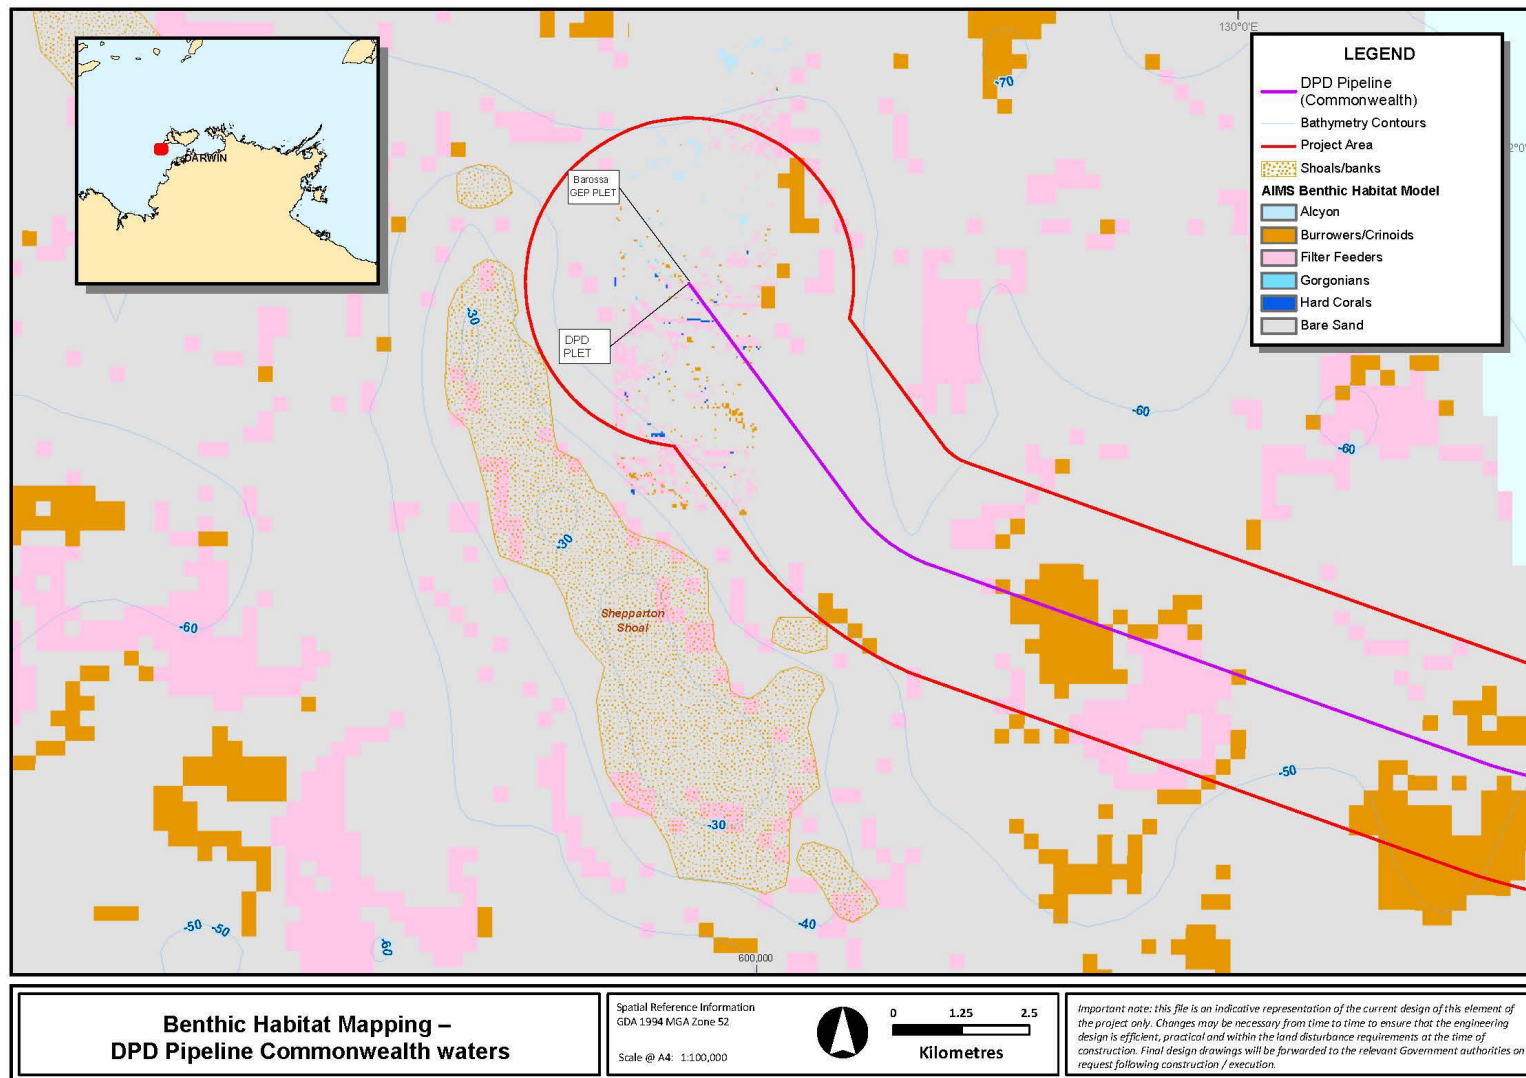 130°0'E
2°0'
-70
LEGEND
DPD Pipeline
(Commonwealth)
Bathymetry Contours
Project Area
Shoals/banks
AIMS Benthic Habitat Model
Alcyon
Burrowers/Crinoids
Filter Feeders
Gorgonians
Hard Corals
Bare Sand
DARWIN
Barossa
GEP PLET
DPD
PLET
-30
-60
-60
-30
Shepparton
Shoal
-60
-50
-30
-40
-50 -50
-60
600,000
Benthic Habitat Mapping –
DPD Pipeline Commonwealth waters
Spatial Reference Information
GDA 1994 MGA Zone 52
Scale @ A4: 1:100,000
0 1.25 2.5
Kilometres
Important note: this file is an indicative representation of the current design of this element of
the project only. Changes may be necessary from time to time to ensure that the engineering
design is efficient, practical and within the land disturbance requirements at the time of
construction. Final design drawings will be forwarded to the relevant Government authorities on
request following construction / execution.